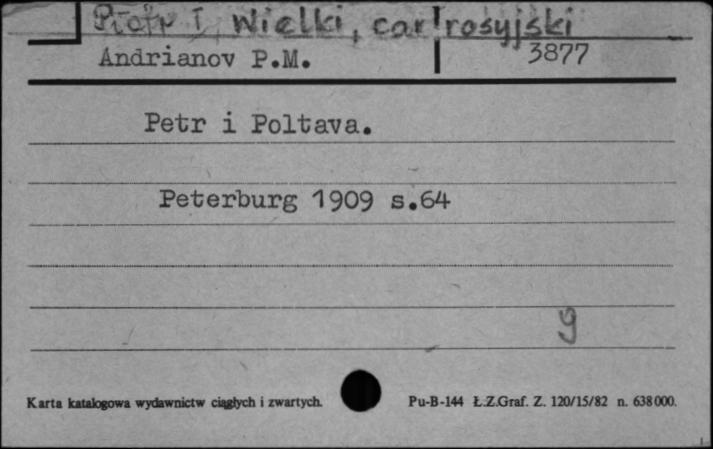 Piotr I Wielki, car rosyjski
Andrianov P.M.
3877
Petr i Poltava.
Peterburg 1909 s.64
9
Karta katalogowa wydawnictw ciągłych i zwartych.
Pu-B-144 Ł.Z.Graf. Z. 120/15/82 n. 638000.